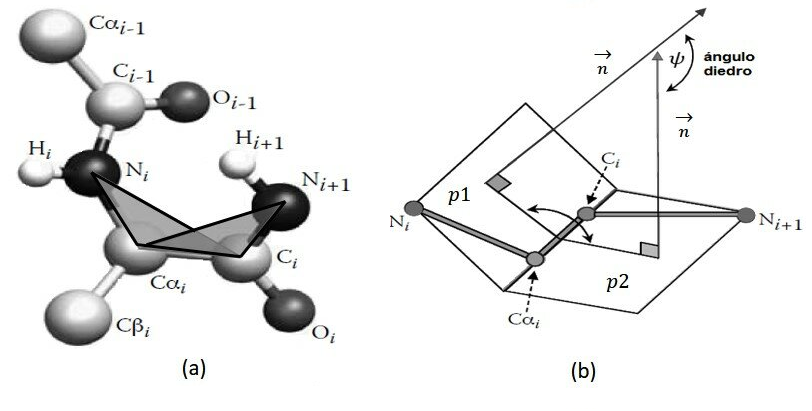 Cαi-1
Ci-1
Oi-1
Hi
Hi+1
Ni
Ni+1
Cαi
Ci
Cβi
Oi
(a)
ψ
ángulo
diedro
n
n
Ci
p1
Ni
Ni+1
p2
Cαi
(b)